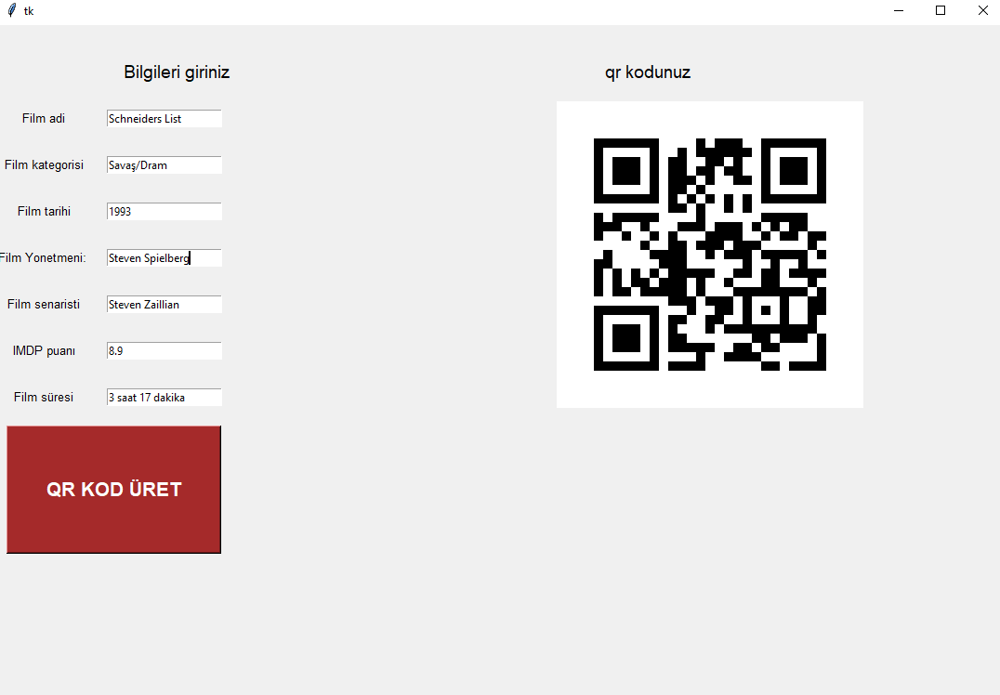 tk
Bilgileri giriniz
qr kodunuz
Film adi
Schneiders List
Film kategorisi
Savaş/Dram
Film tarihi
1993
Film Yonetmeni:
Steven Spielberg
Film senaristi
Steven Zaillian
IMDP puanı
8.9
Film süresi
3 saat 17 dakika
QR KOD ÜRET